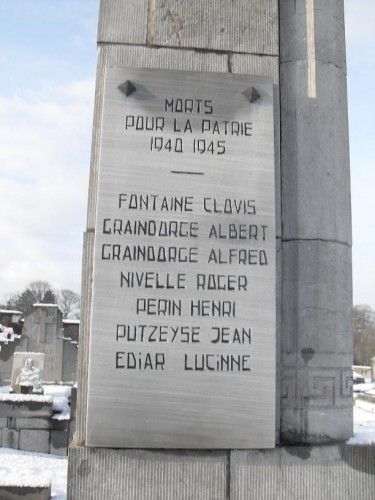 MORTS
POUR LA PATRIE
1940 1945
FONTAINE CLOVIS
GRAINDORGE ALBERT
GRAINDORGE ALFRED
NIVELLE ROGER
PERIN HENRI
PUTZEYSE JEAN
EDIAR LUCINNE